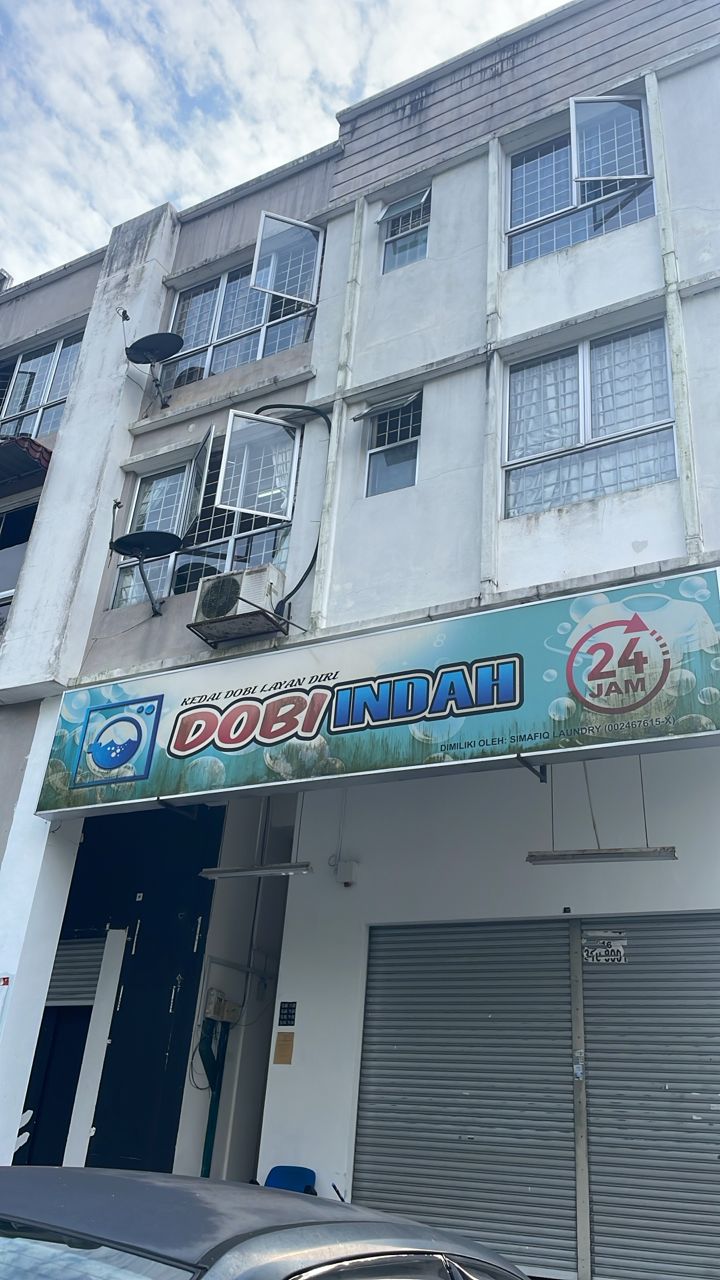 KEDAI DOBI LAYAN DIRI
DOBI INDAH
24
JAM
DIMILIKI OLEH: SIMAFIQ LAUNDRY (002467615-X)